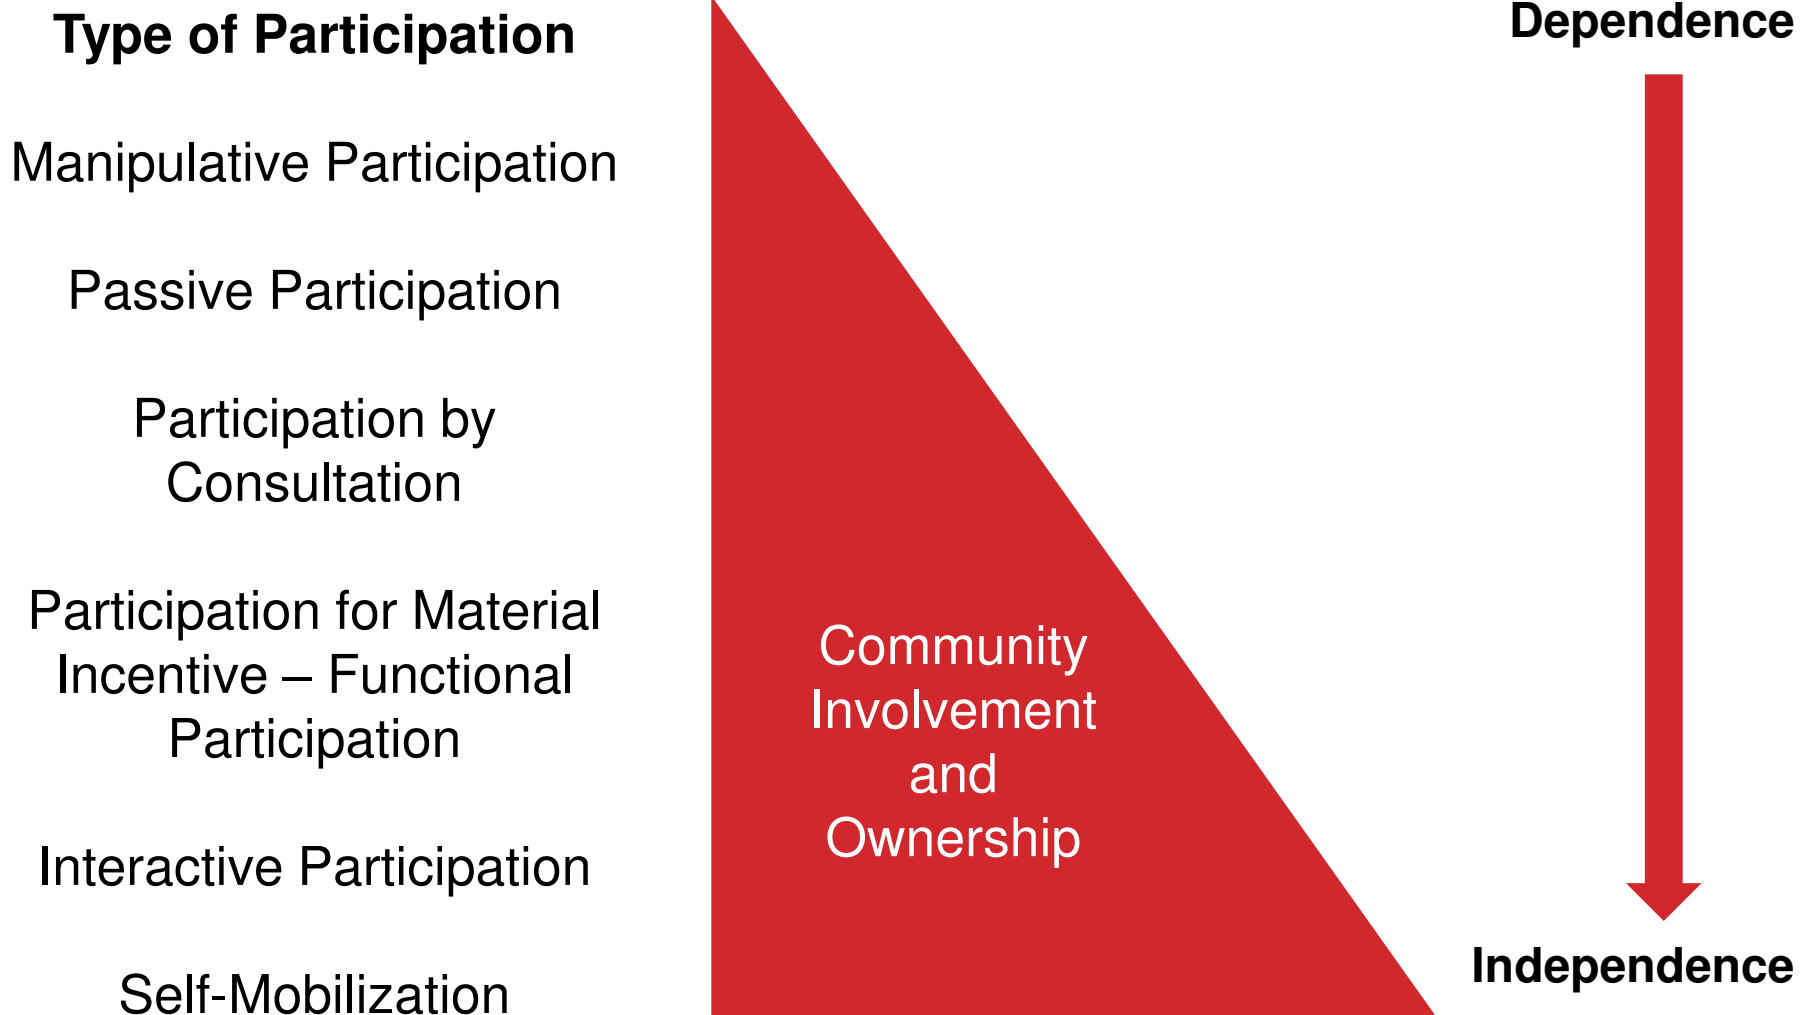 Type of Participation
Manipulative Participation
Passive Participation
Participation by
Consultation
Participation for Material
Incentive – Functional
Participation
Interactive Participation
Self-Mobilization
Community
Involvement
and
Ownership
Dependence
Independence